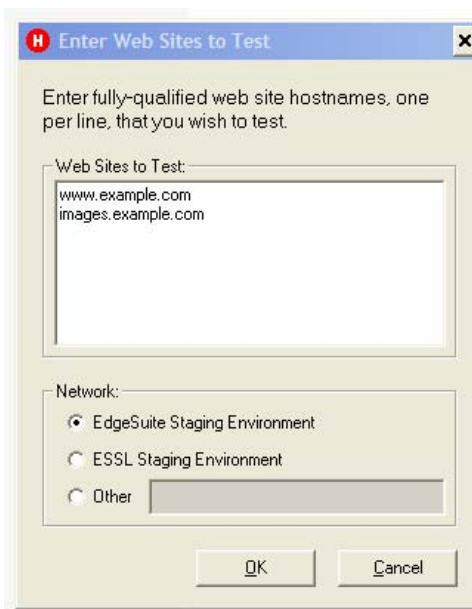 H Enter Web Sites to Test
Enter fully-qualified web site hostnames, one
per line, that you wish to test.
Web Sites to Test:
www.example.com
images.example.com
Network:
EdgeSuite Staging Environment
ESSL Staging Environment
Other
OK Cancel